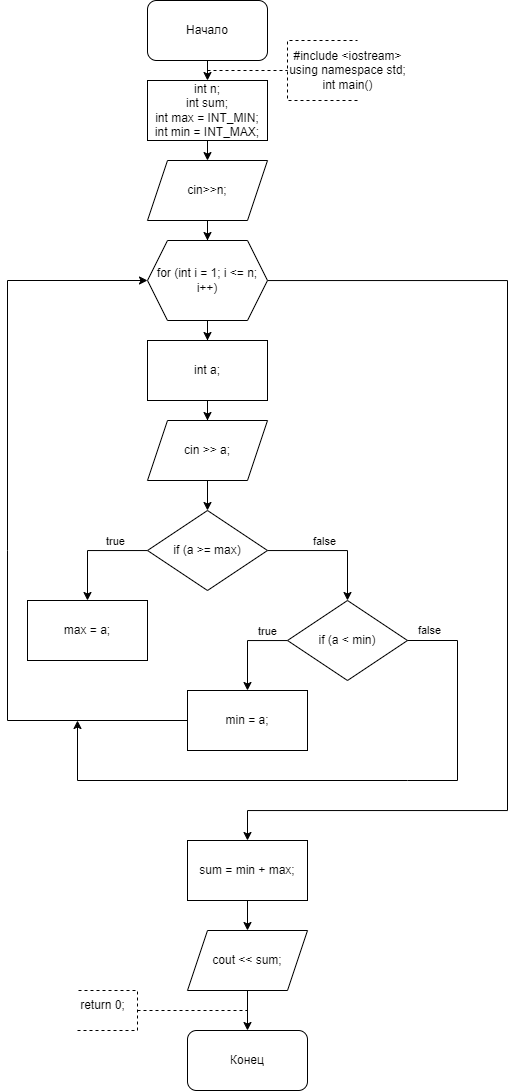 Начало
#include <iostream>
using namespace std;
int main()
int n;
int sum;
int max = INT_MIN;
int min = INT_MAX;
cin>>n;
for (int i = 1; i <= n;
i++)
int a;
cin >> a;
true
if (a >= max)
false
max = a;
true
if (a < min)
false
min = a;
sum = min + max;
cout << sum;
return 0;
Конец